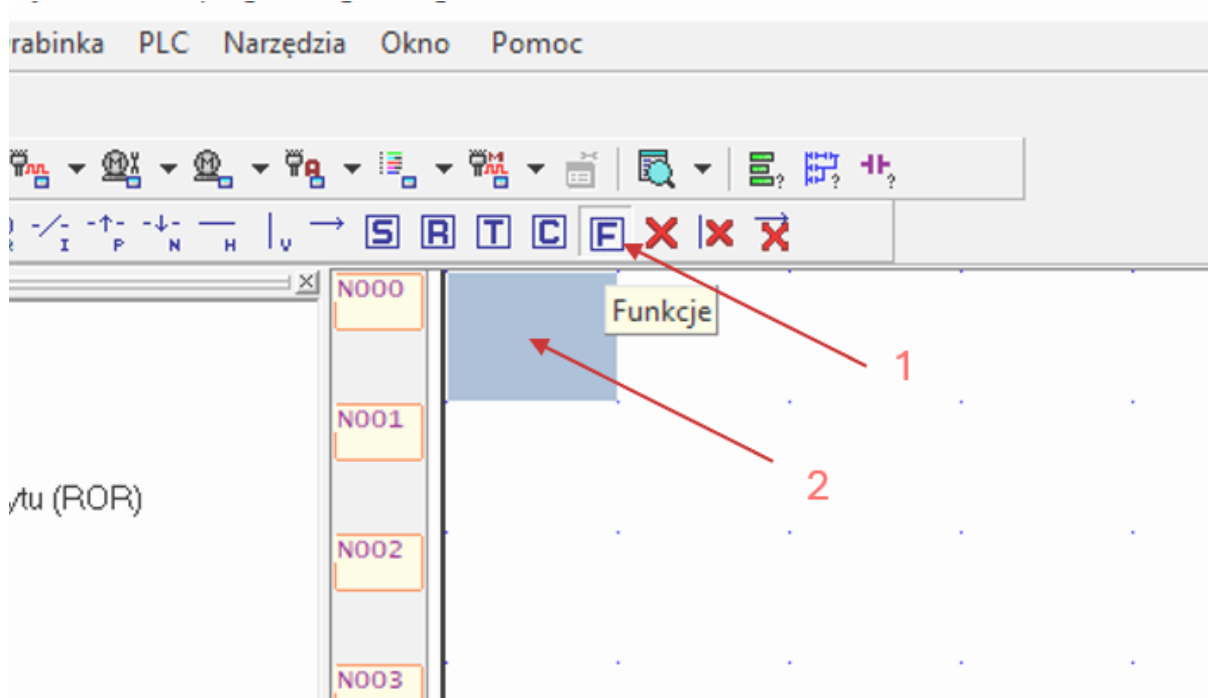 rabinka PLC Narzędzia Okno Pomoc
M M A M ? ? ?
I P N H V S R T C F
N000
Funkcje
1
N001
2
ytu (ROR)
N002
N003